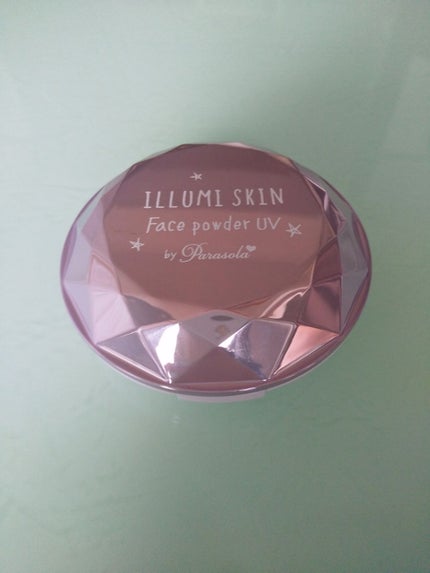 ILLUMI SKIN
Face powder UV
by Parasola